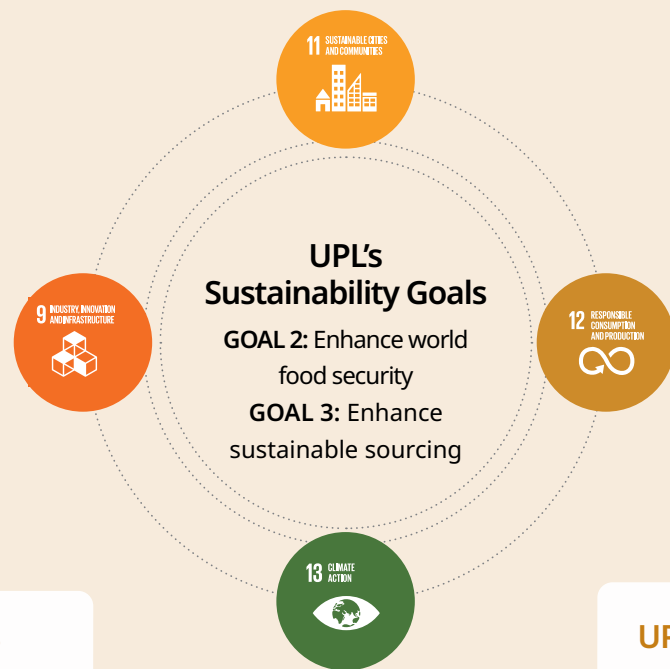 11 SUSTAINABLE CITIES
AND COMMUNITIES
UPL's
Sustainability Goals
GOAL 2: Enhance world
food security
GOAL 3: Enhance
sustainable sourcing
9 INDUSTRY, INNOVATION
AND INFRASTRUCTURE
12 RESPONSIBLE
CONSUMPTION
AND PRODUCTION
13 CLIMATE
ACTION